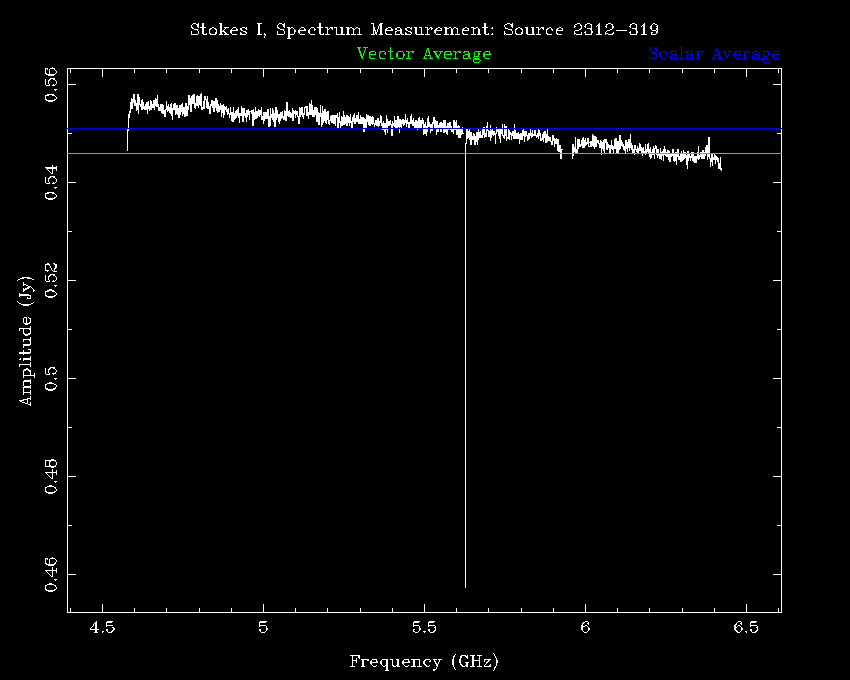 Stokes I, Spectrum Measurement: Source 2312−319
Vector Average Scalar Average
0.56
0.54
0.52
0.5
0.48
0.46
Amplitude (Jy)
4.5 5 5.5 6 6.5
Frequency (GHz)